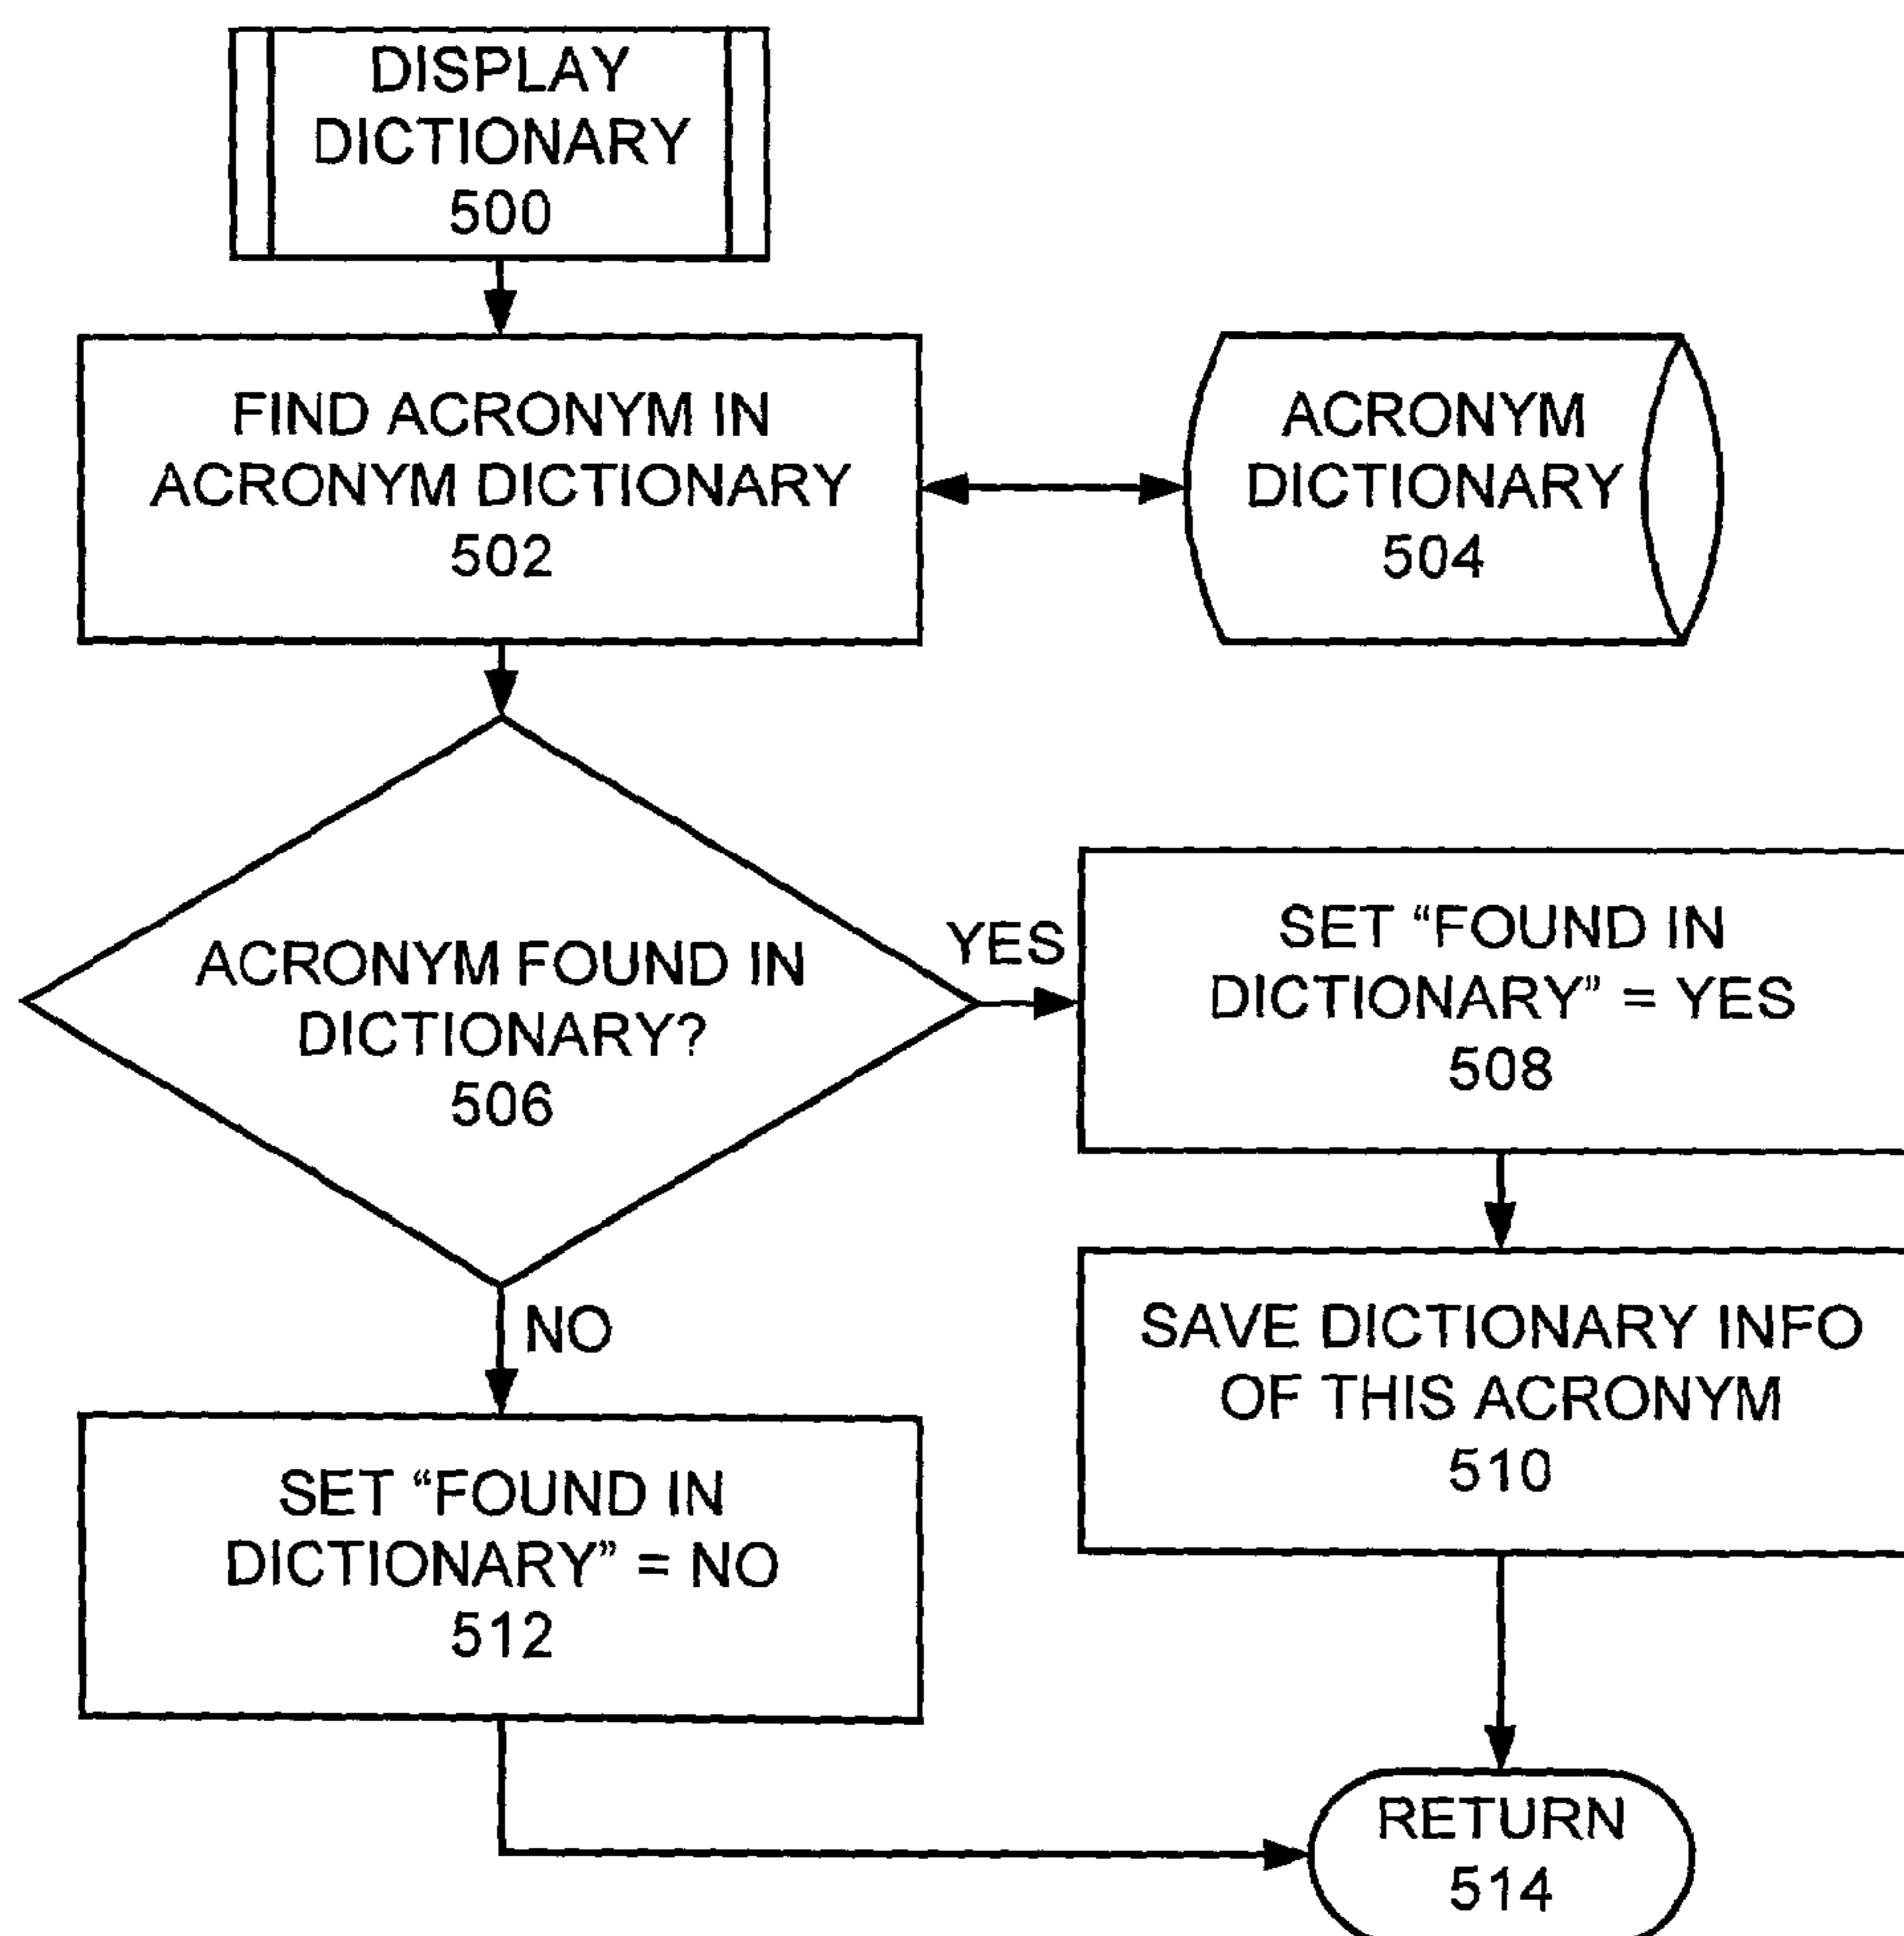 DISPLAY
DICTIONARY
500
FIND ACRONYM IN
ACRONYM DICTIONARY
502
ACRONYM
DICTIONARY
504
ACRONYM FOUND IN
DICTIONARY?
506
YES
SET “FOUND IN
DICTIONARY” = YES
508
NO
SAVE DICTIONARY INFO
OF THIS ACRONYM
510
SET “FOUND IN
DICTIONARY” = NO
512
RETURN
514